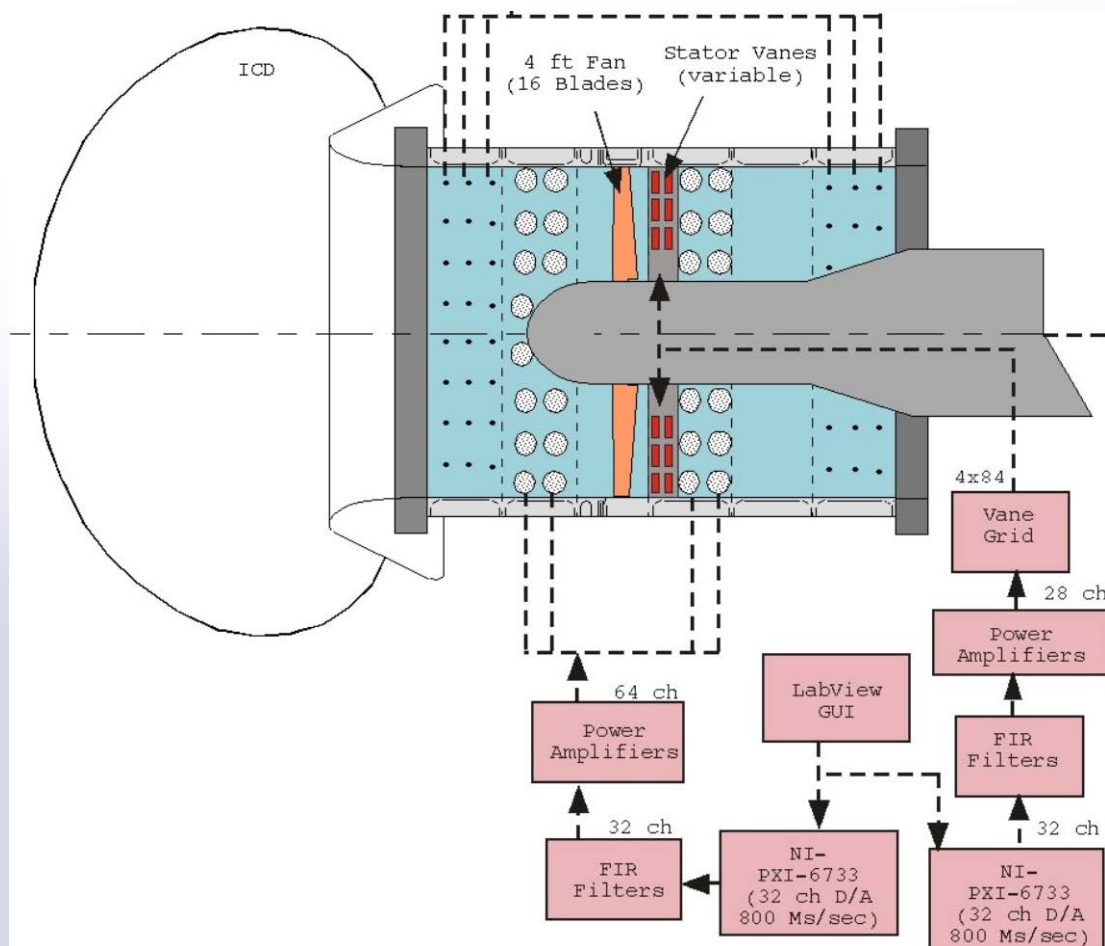 ICD
4 ft Fan
(16 Blades)
Stator Vanes
(variable)
4x84
Vane
Grid
28 ch
Power
Amplifiers
FIR
Filters
32 ch
NI-
PXI-6733
(32 ch D/A
800 Ms/sec)
LabView
GUI
NI-
PXI-6733
(32 ch D/A
800 Ms/sec)
32 ch
FIR
Filters
64 ch
Power
Amplifiers